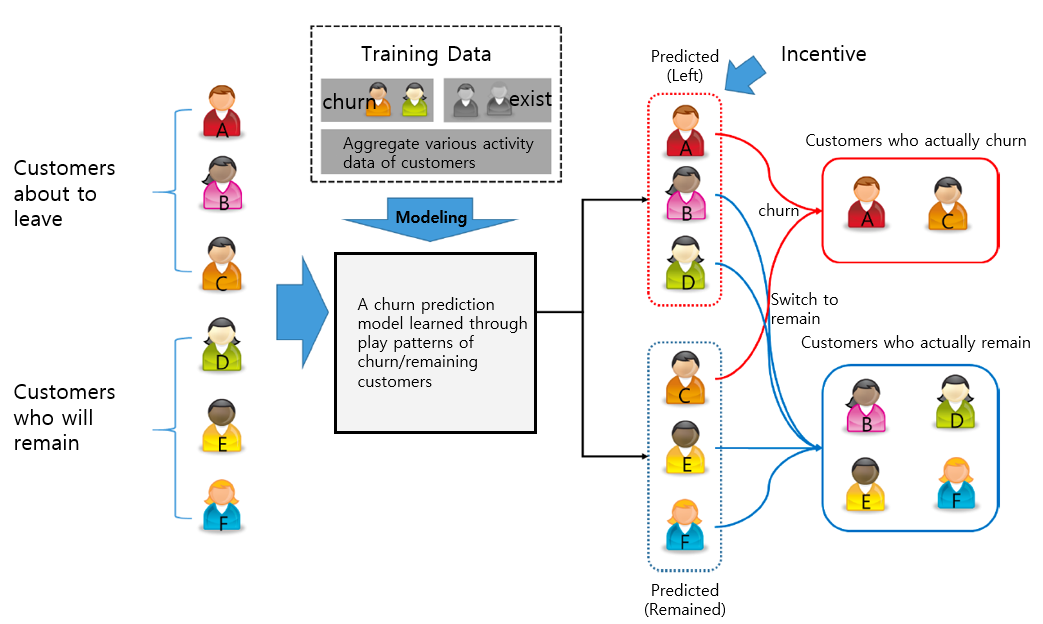 Training Data
churn
exist
Aggregate various activity
data of customers
Modeling
Customers
about to
leave
A
B
C
Customers
who will
remain
D
E
F
A churn prediction
model learned through
play patterns of
churn/remaining
customers
Predicted
(Left)
A
B
D
C
E
F
Predicted
(Remained)
Incentive
churn
Switch to
remain
Customers who actually churn
A
C
Customers who actually remain
B
D
E
F